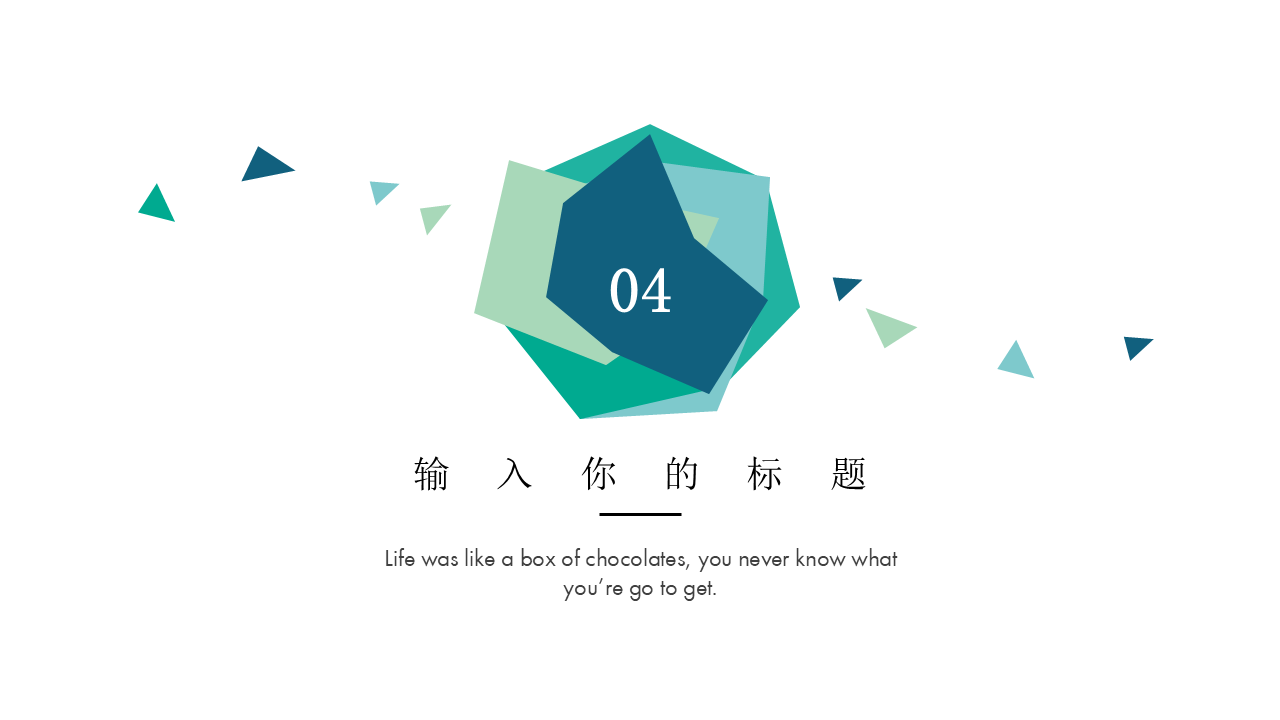 04
输入你的标题
Life was like a box of chocolates, you never know what
you’re go to get.